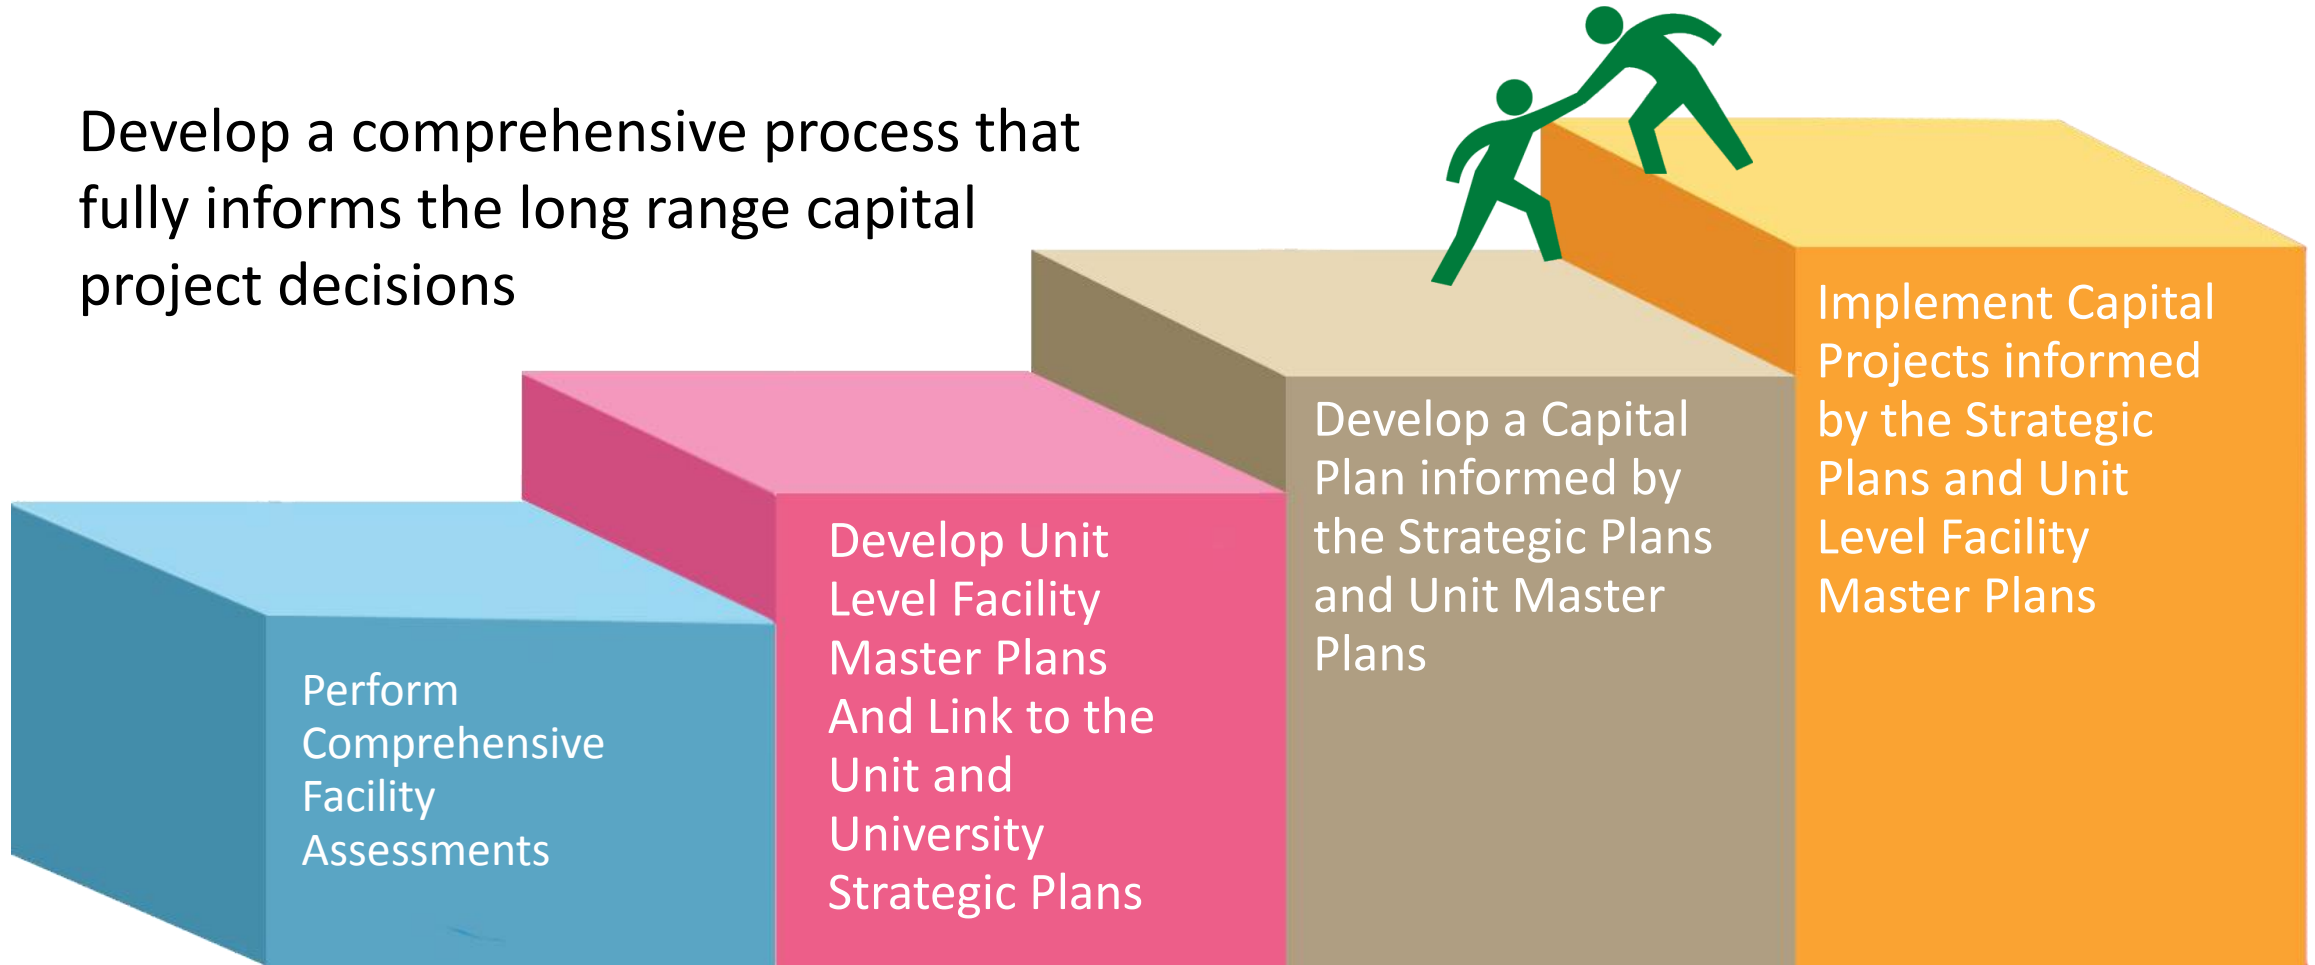 Develop a comprehensive process that
fully informs the long range capital
project decisions
Perform
Comprehensive
Facility
Assessments
Develop Unit
Level Facility
Master Plans
And Link to the
Unit and
University
Strategic Plans
Develop a Capital
Plan informed by
the Strategic Plans
and Unit Master
Plans
Implement Capital
Projects informed
by the Strategic
Plans and Unit
Level Facility
Master Plans